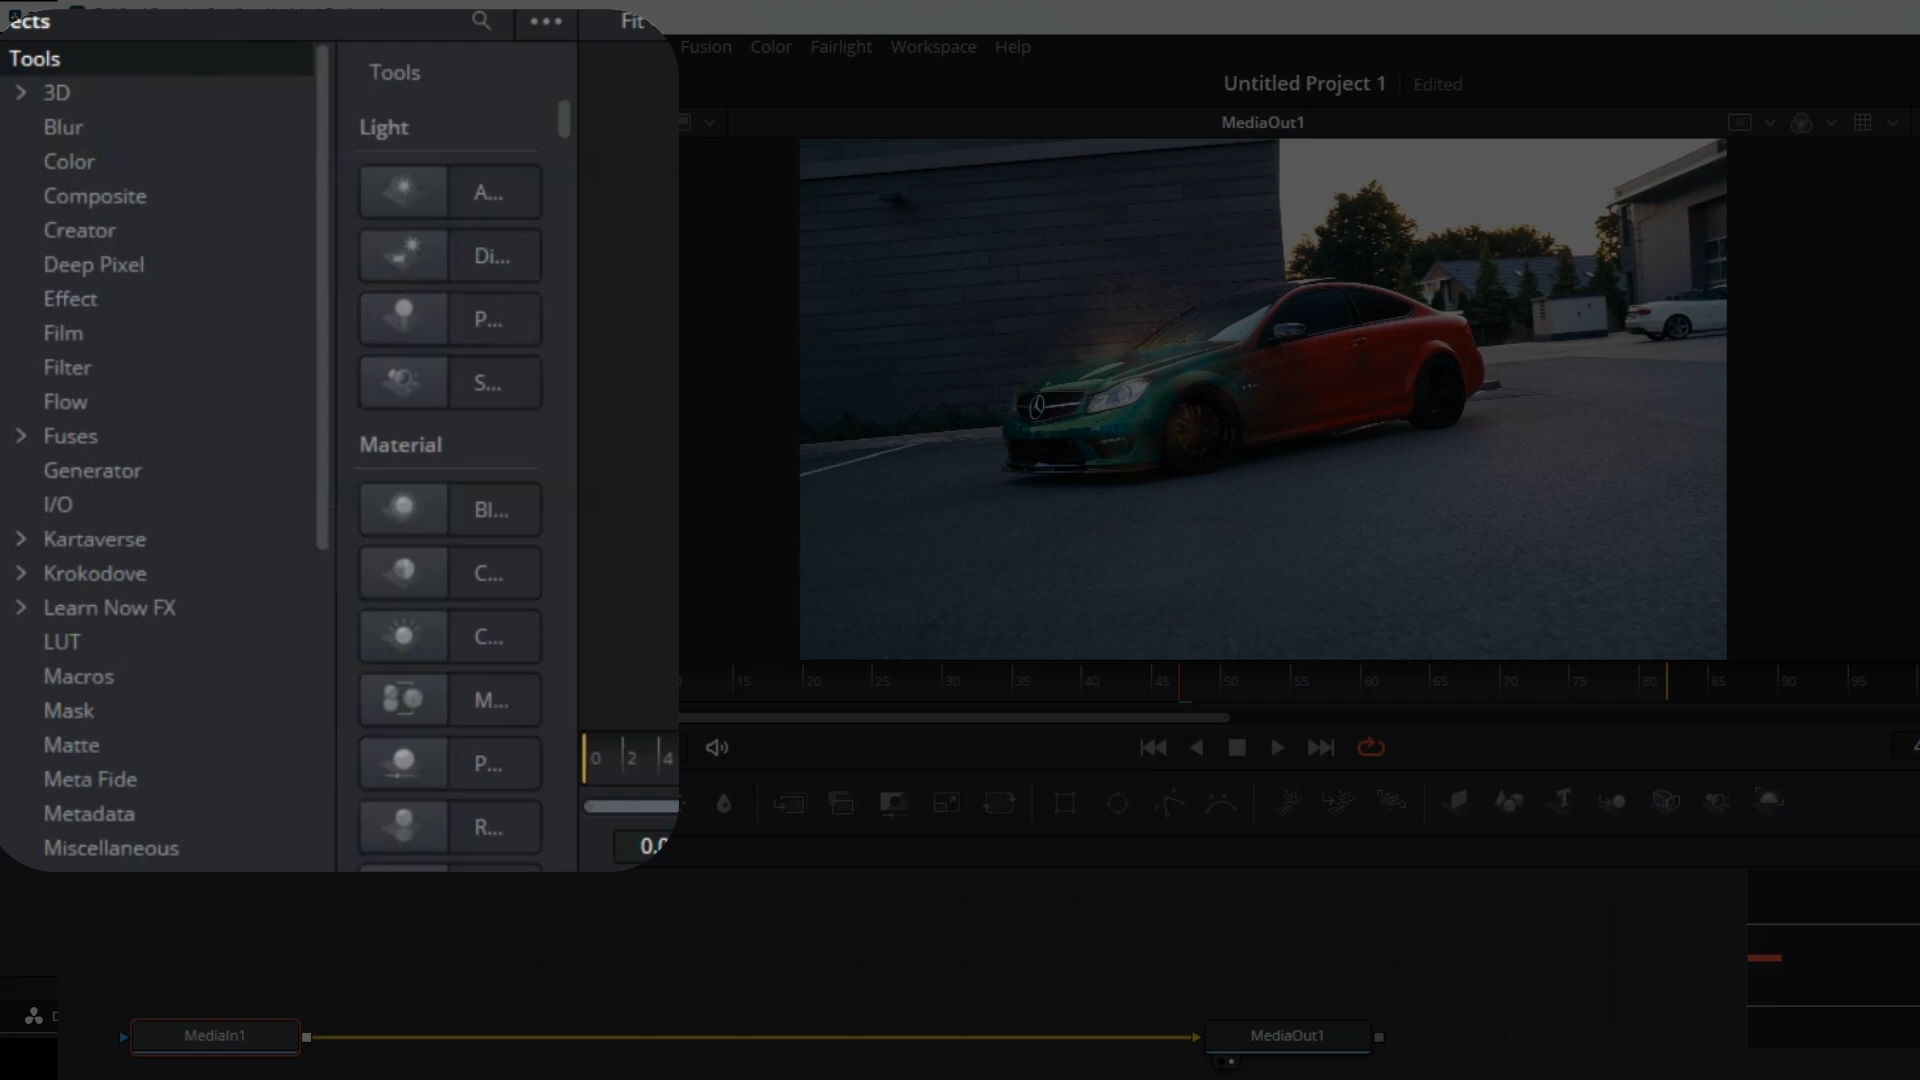 ects
Fit
Fusion Color Fairlight Workspace Help
Untitled Project 1 Edited
MediaOut1
Tools
3D
Blur
Color
Composite
Creator
Deep Pixel
Effect
Film
Filter
Flow
Fuses
Generator
I/O
Kartaverse
Krokodove
Learn Now FX
LUT
Macros
Mask
Matte
Meta Fide
Metadata
Miscellaneous
Tools
Light
A...
Di...
P...
S...
Material
Bl...
C...
C...
M...
P...
R...
15 20 25 30 35 40 45 50 55 60 65 70 75 80 85 90 95
0 2 4
0.0
MediaIn1
MediaOut1